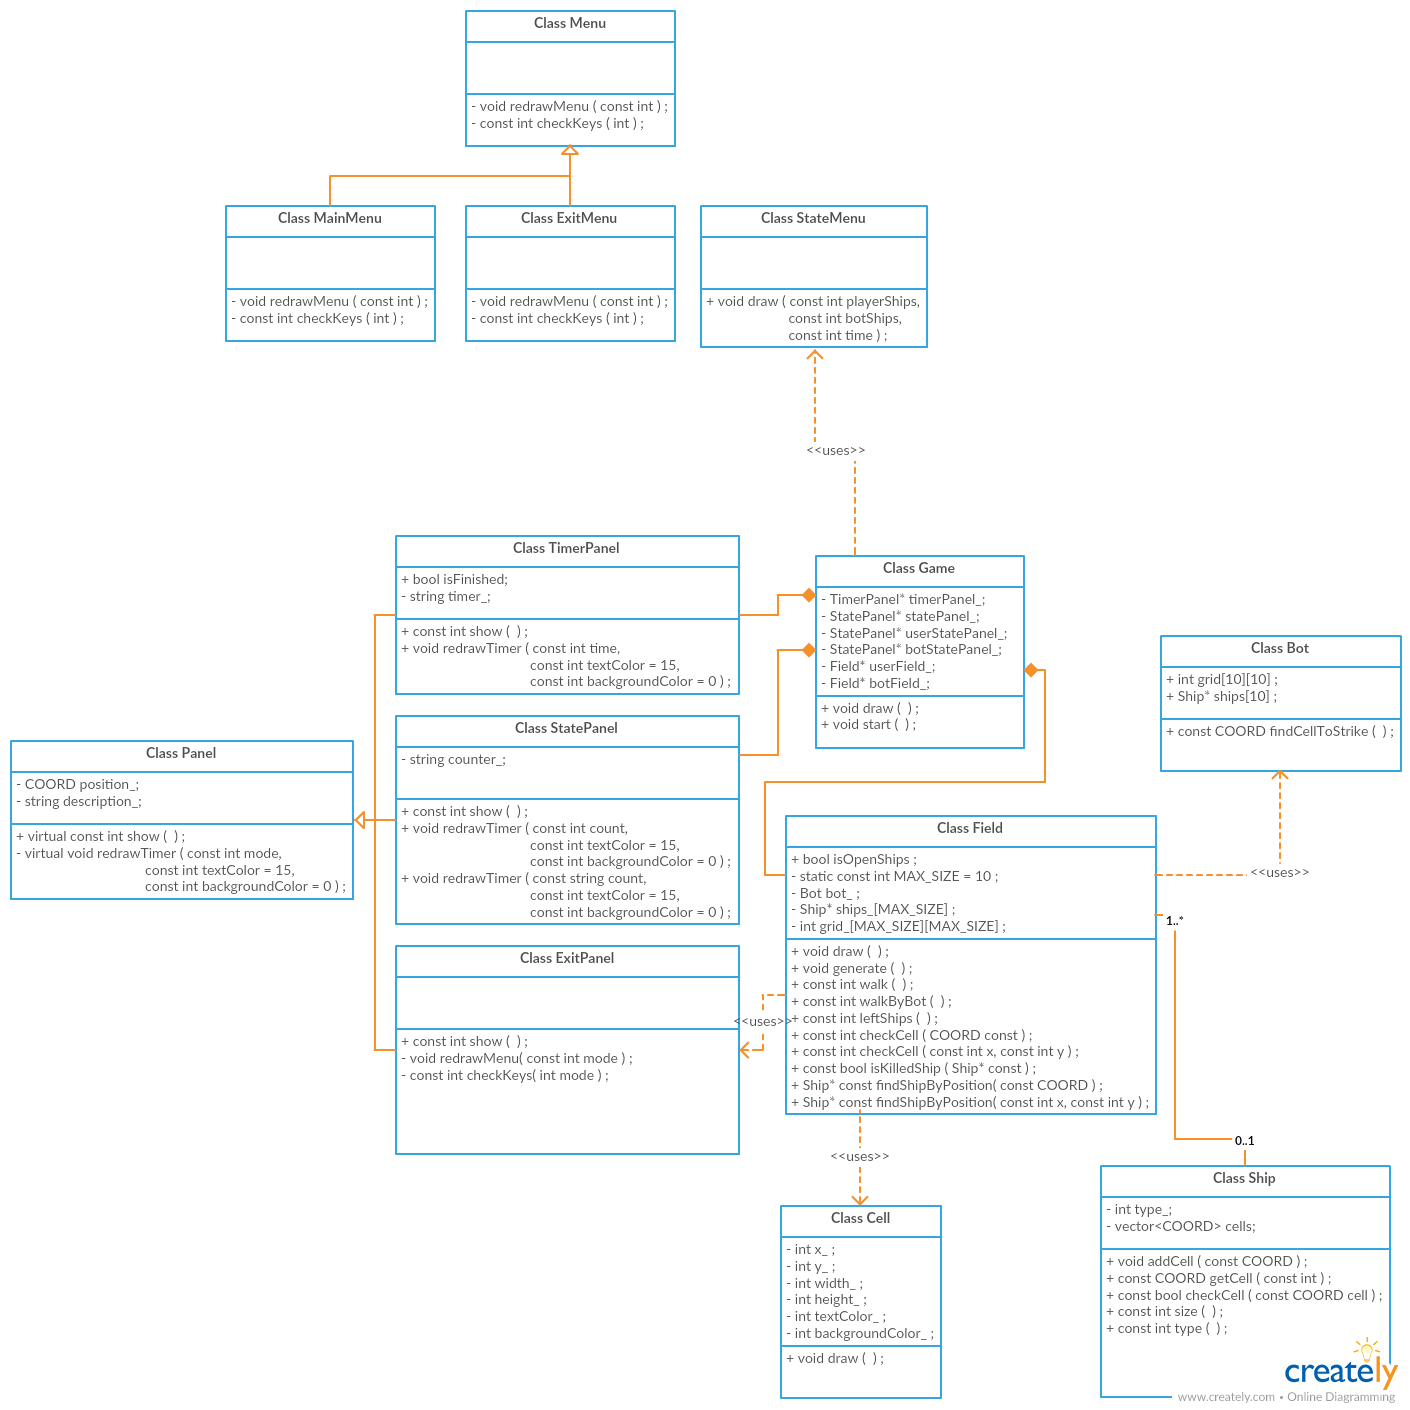 Class Menu
- void redrawMenu ( const int ) ;
- const int checkKeys ( int ) ;
Class MainMenu
- void redrawMenu ( const int ) ;
- const int checkKeys ( int ) ;
Class ExitMenu
- void redrawMenu ( const int ) ;
- const int checkKeys ( int ) ;
Class StateMenu
+ void draw ( const int playerShips,
const int botShips,
const int time ) ;
<<uses>>
Class TimerPanel
+ bool isFinished;
- string timer_;
+ const int show (  ) ;
+ void redrawTimer ( const int time,
const int textColor = 15,
const int backgroundColor = 0 ) ;
Class Game
- TimerPanel* timerPanel_;
- StatePanel* statePanel_;
- StatePanel* userStatePanel_;
- StatePanel* botStatePanel_;
- Field* userField_;
- Field* botField_;
+ void draw (  ) ;
+ void start (  ) ;
Class Bot
+ int grid[10][10] ;
+ Ship* ships[10] ;
+ const COORD findCellToStrike (  ) ;
Class Panel
- COORD position_;
- string description_;
+ virtual const int show (  ) ;
- virtual void redrawTimer ( const int mode,
const int textColor = 15,
const int backgroundColor = 0 ) ;
Class StatePanel
- string counter_;
+ const int show (  ) ;
+ void redrawTimer ( const int count,
const int textColor = 15,
const int backgroundColor = 0 ) ;
+ void redrawTimer ( const string count,
const int textColor = 15,
const int backgroundColor = 0 ) ;
Class Field
+ bool isOpenShips ;
- static const int MAX_SIZE = 10 ;
- Bot bot_ ;
- Ship* ships_[MAX_SIZE] ;
- int grid_[MAX_SIZE][MAX_SIZE] ;
+ void draw (  ) ;
+ void generate (  ) ;
+ const int walk (  ) ;
+ const int walkByBot (  ) ;
+ const int leftShips (  ) ;
+ const int checkCell ( COORD const ) ;
+ const int checkCell ( const int x, const int y ) ;
+ const bool isKilledShip ( Ship* const ) ;
+ Ship* const findShipByPosition( const COORD ) ;
+ Ship* const findShipByPosition( const int x, const int y ) ;
<<uses>>
1..*
Class ExitPanel
+ const int show (  ) ;
- void redrawMenu( const int mode ) ;
- const int checkKeys( int mode ) ;
<<uses>>
<<uses>>
0..1
Class Cell
- int x_ ;
- int y_ ;
- int width_ ;
- int height_ ;
- int textColor_ ;
- int backgroundColor_ ;
+ void draw (  ) ;
Class Ship
- int type_;
- vector<COORD> cells;
+ void addCell ( const COORD ) ;
+ const COORD getCell ( const int ) ;
+ const bool checkCell ( const COORD cell ) ;
+ const int size (  ) ;
+ const int type (  ) ;
creately
www.creately.com • Online Diagramming